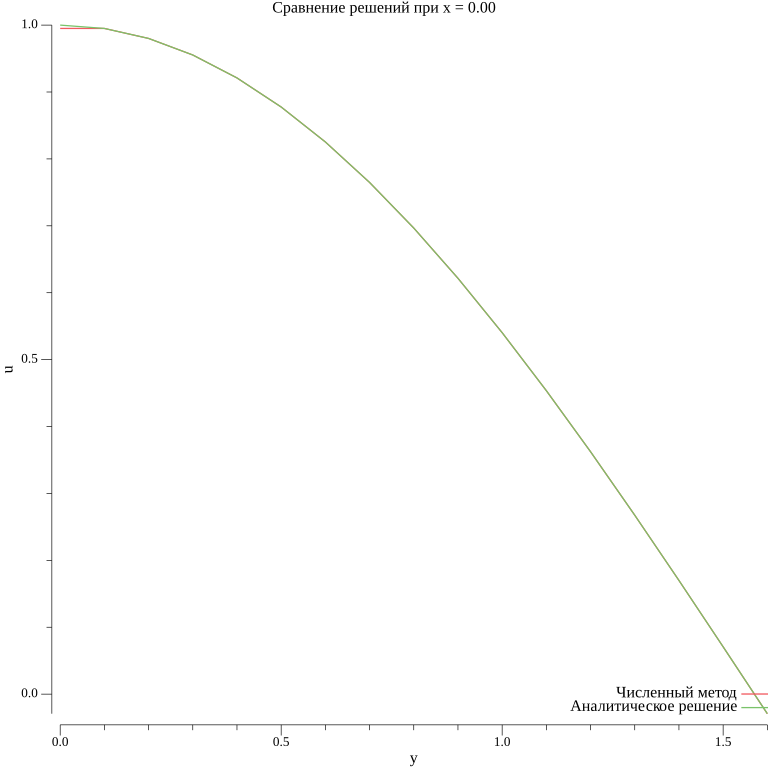 Сравнение решений при x = 0.00
1.0
0.5
0.0
u
Численный метод
Аналитическое решение
0.0 0.5 1.0 1.5
y